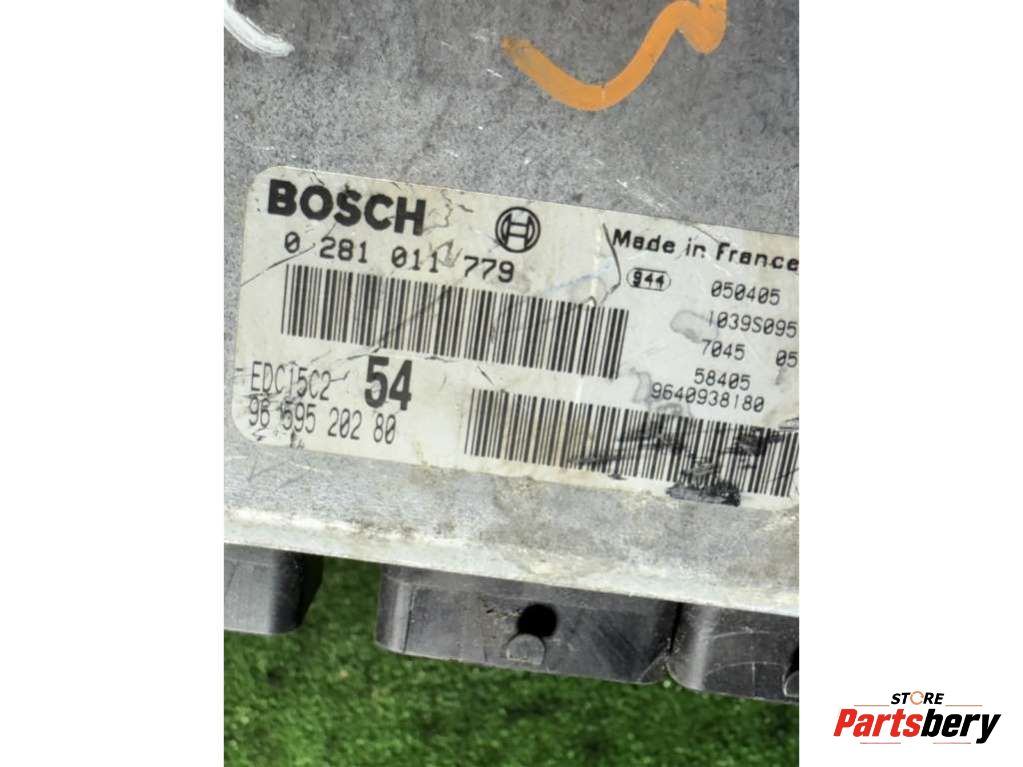 BOSCH
0 281 011 779
Made in France
944
050405
1039S095
7045 05
58405
9640938180
EDC15C2 54
96 595 202 80
STORE
Partsbery